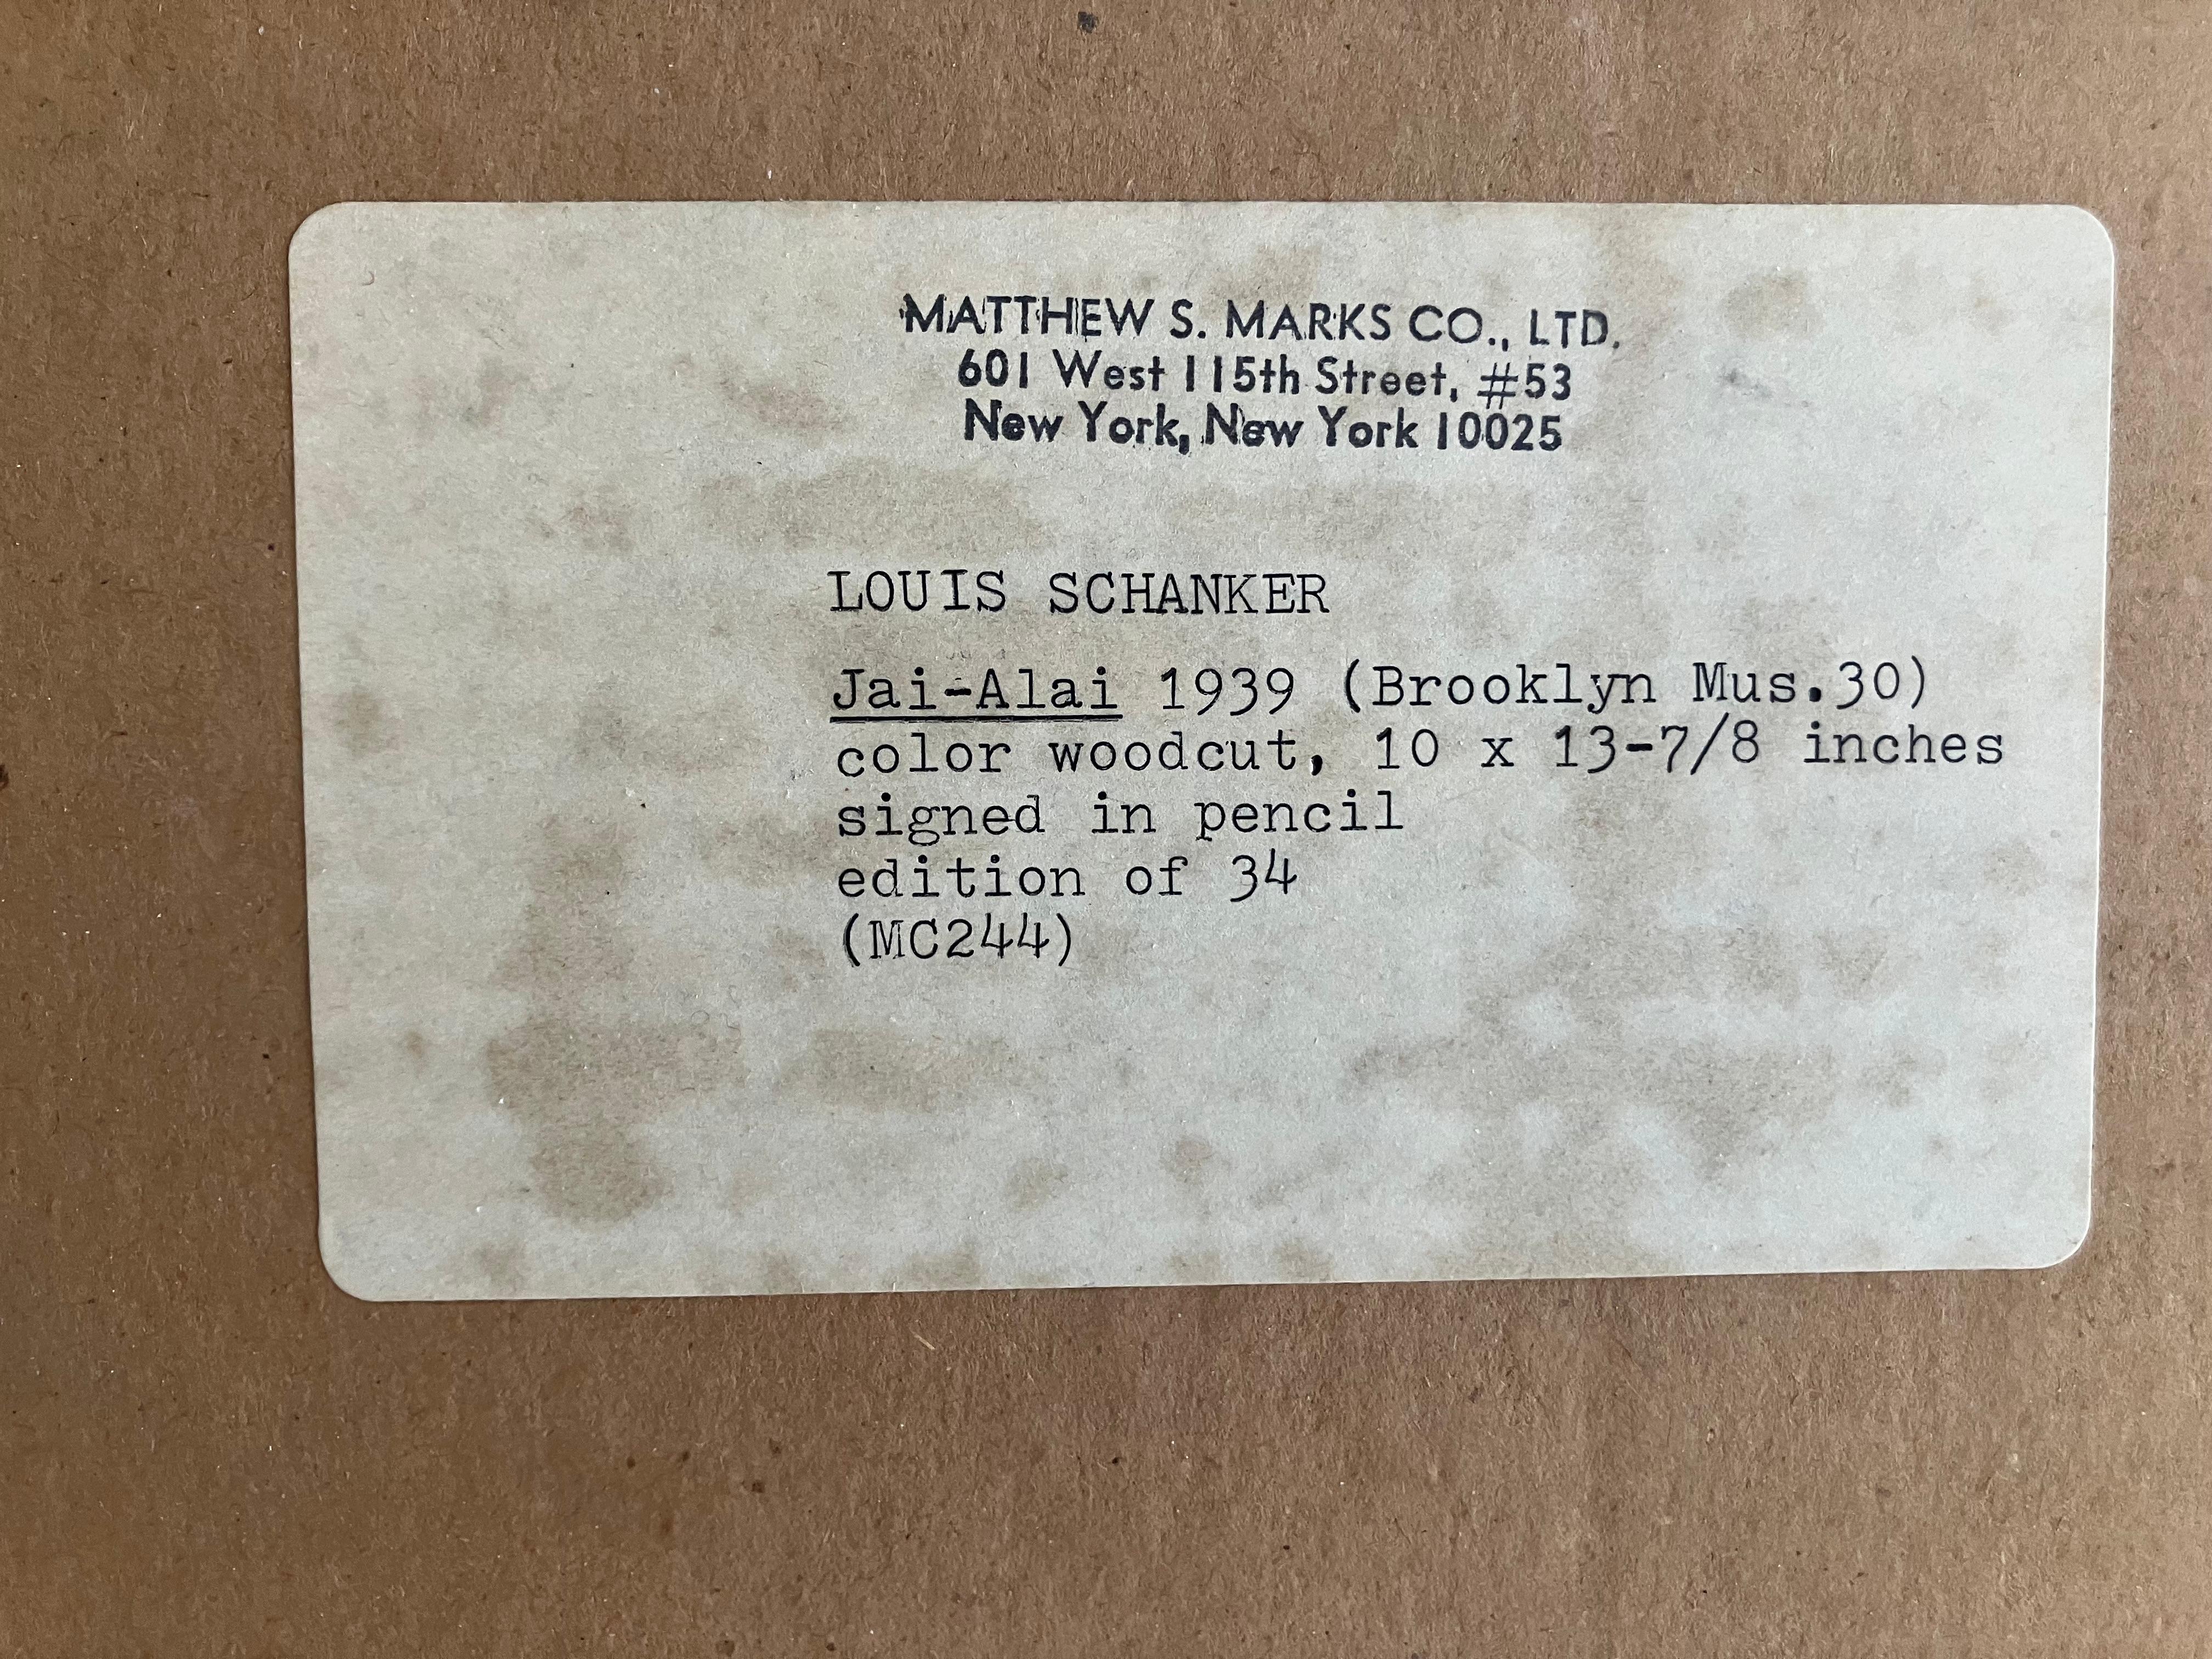 MATTHEW S. MARKS CO., LTD.
601 West 115th Street, #53
New York, New York 10025
LOUIS SCHANKER
Jai-Alai 1939 (Brooklyn Mus.30)
color woodcut, 10 x 13-7/8 inches
signed in pencil
edition of 34
(MC244)